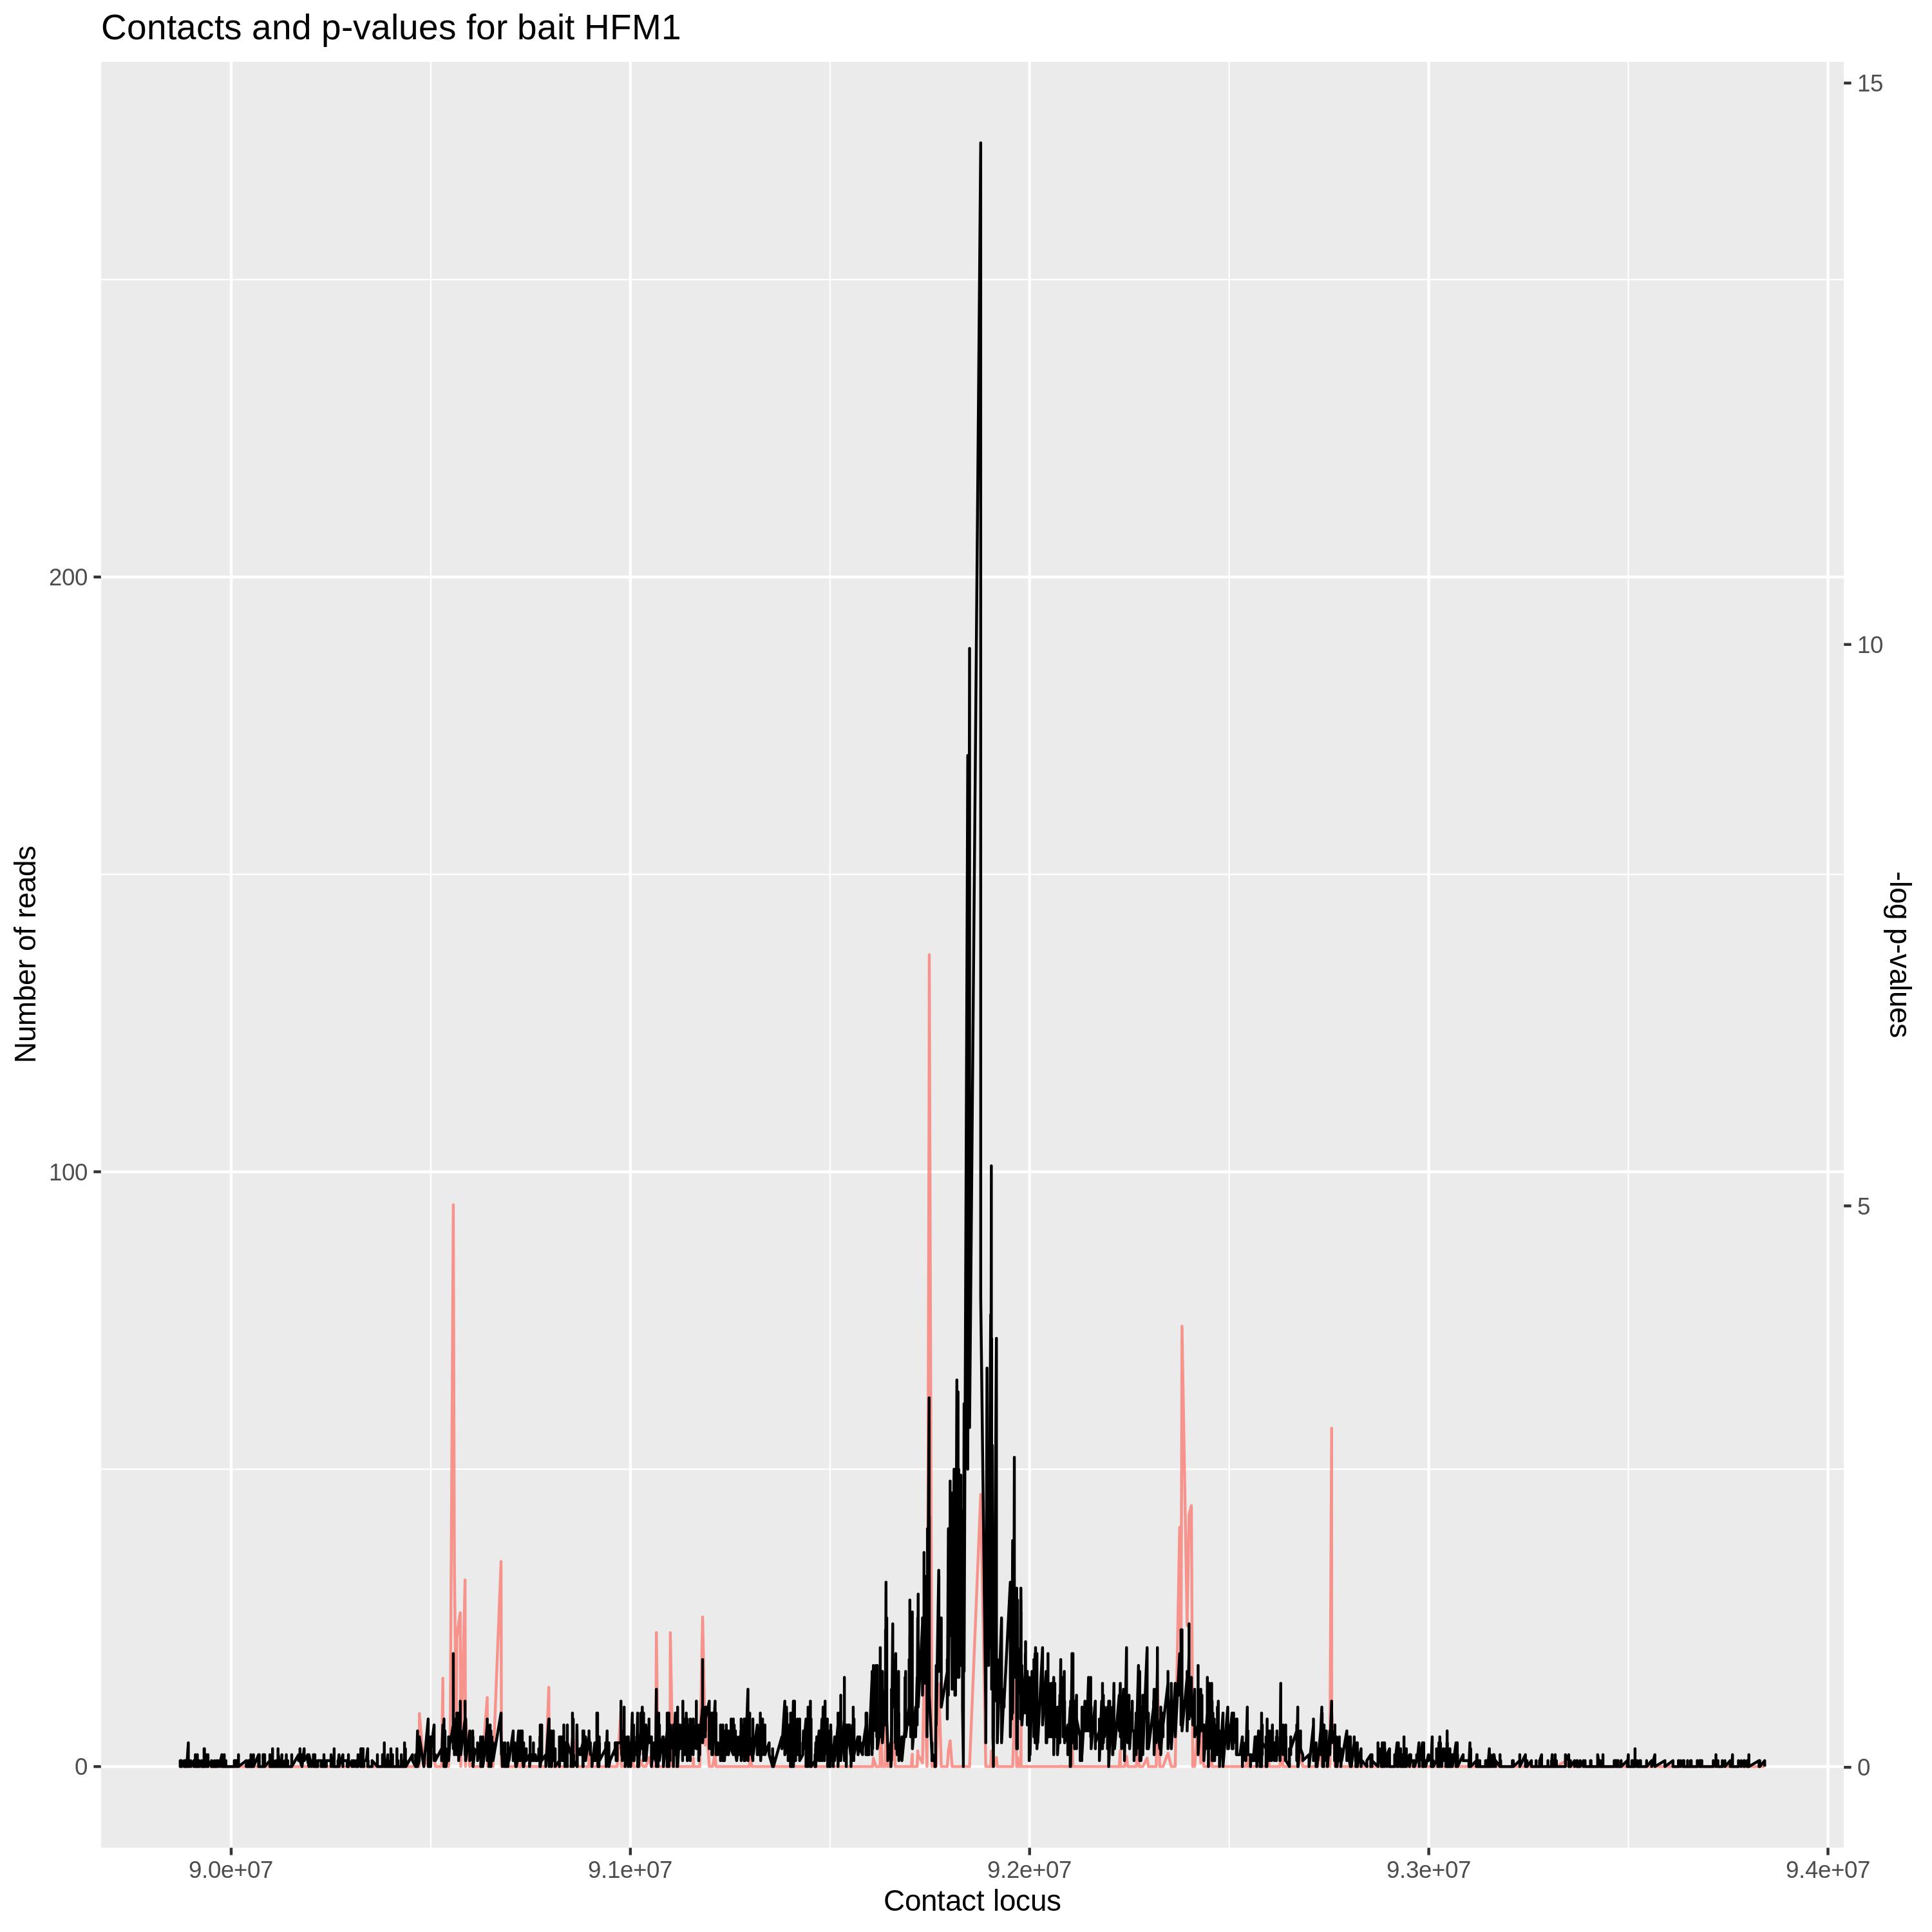 Contacts and p-values for bait HFM1
15
10
5
0
200
100
0
Number of reads
-log p-values
9.0e+07
9.1e+07
9.2e+07
9.3e+07
9.4e+07
Contact locus